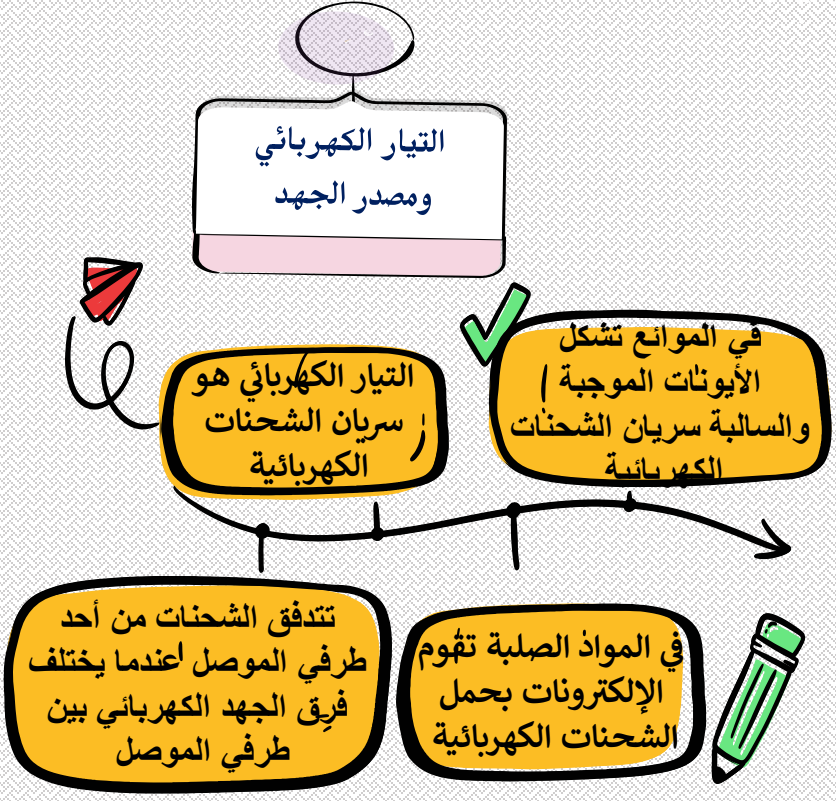 التيار الكهربائي
ومصدر الجهد
في الموائع تشكل
الأيونات الموجبة
والسالبة سريان الشحنات
الكهربائية
التيار الكهربائي هو
سريان الشحنات
الكهربائية
في المواد الصلبة تقوم
الإلكترونات بحمل
الشحنات الكهربائية
تتدفق الشحنات من أحد
طرفي الموصل عندما يختلف
فرق الجهد الكهربائي بين
طرفي الموصل